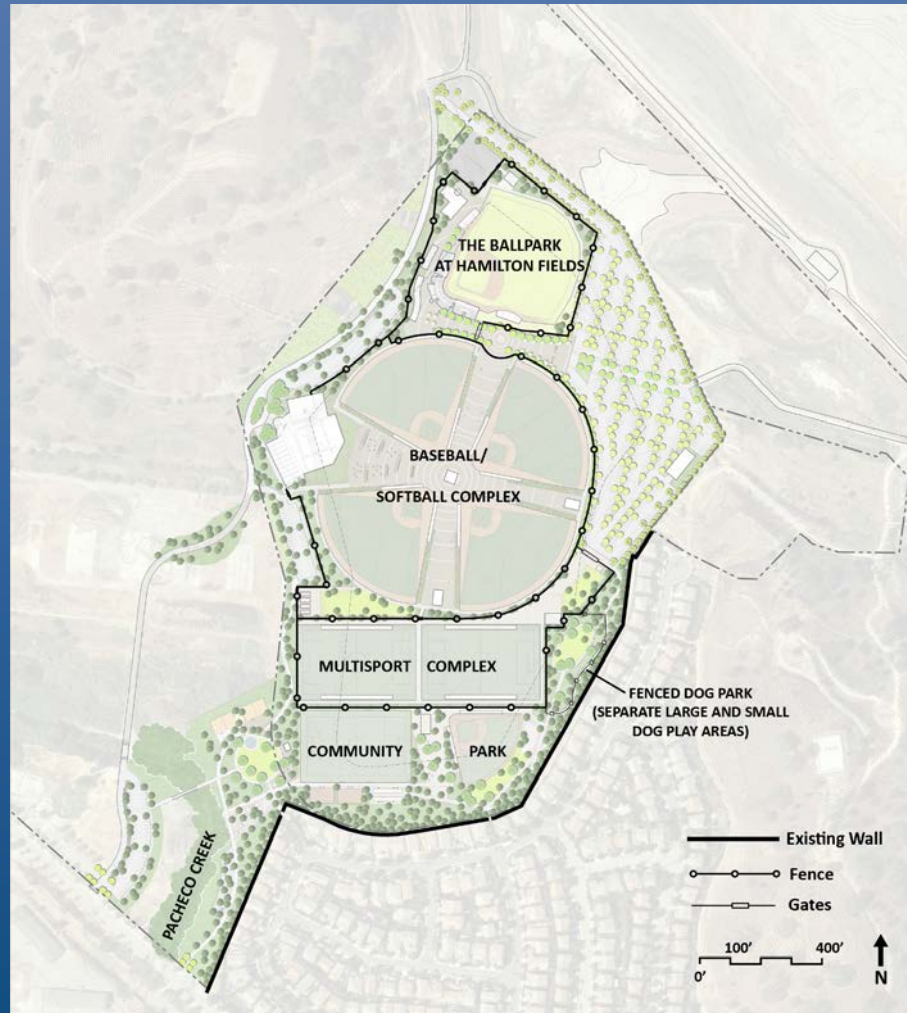 THE BALLPARK
AT HAMILTON FIELDS
BASEBALL/
SOFTBALL COMPLEX
MULTISPORT COMPLEX
FENCED DOG PARK
(SEPARATE LARGE AND SMALL
DOG PLAY AREAS)
COMMUNITY PARK
PACHECO CREEK
Existing Wall
Fence
Gates
100' 400'
0'
N